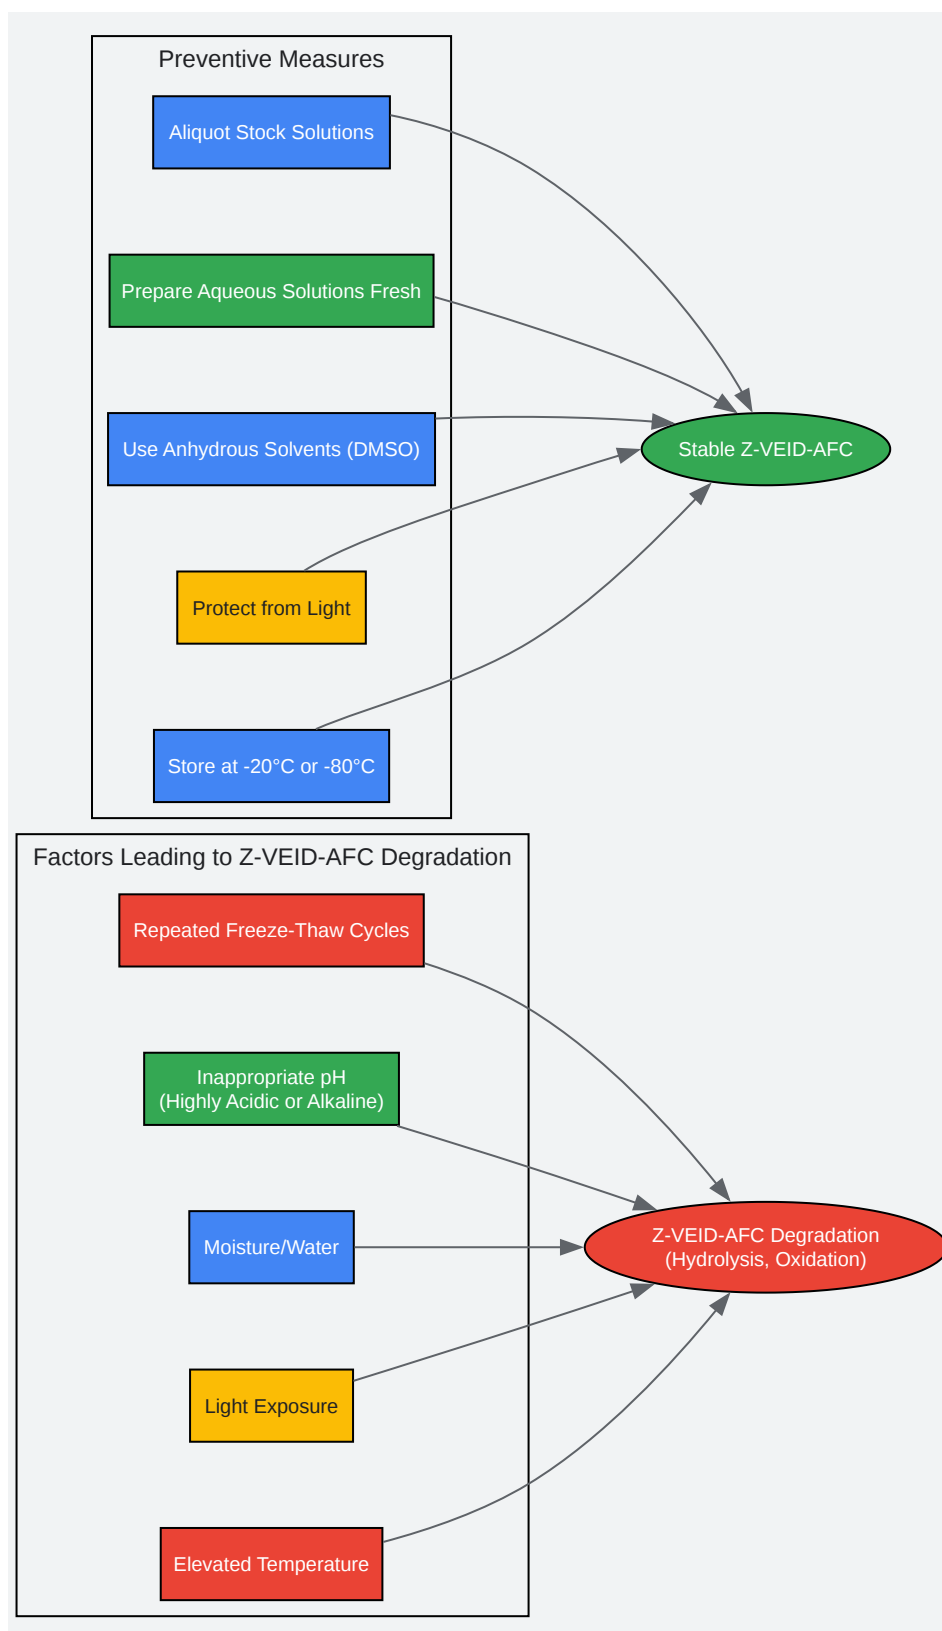 Preventive Measures
Aliquot Stock Solutions
Prepare Aqueous Solutions Fresh
Use Anhydrous Solvents (DMSO)
Protect from Light
Store at -20°C or -80°C
Stable Z-VEID-AFC
Factors Leading to Z-VEID-AFC Degradation
Repeated Freeze-Thaw Cycles
Inappropriate pH
(Highly Acidic or Alkaline)
Moisture/Water
Light Exposure
Elevated Temperature
Z-VEID-AFC Degradation
(Hydrolysis, Oxidation)